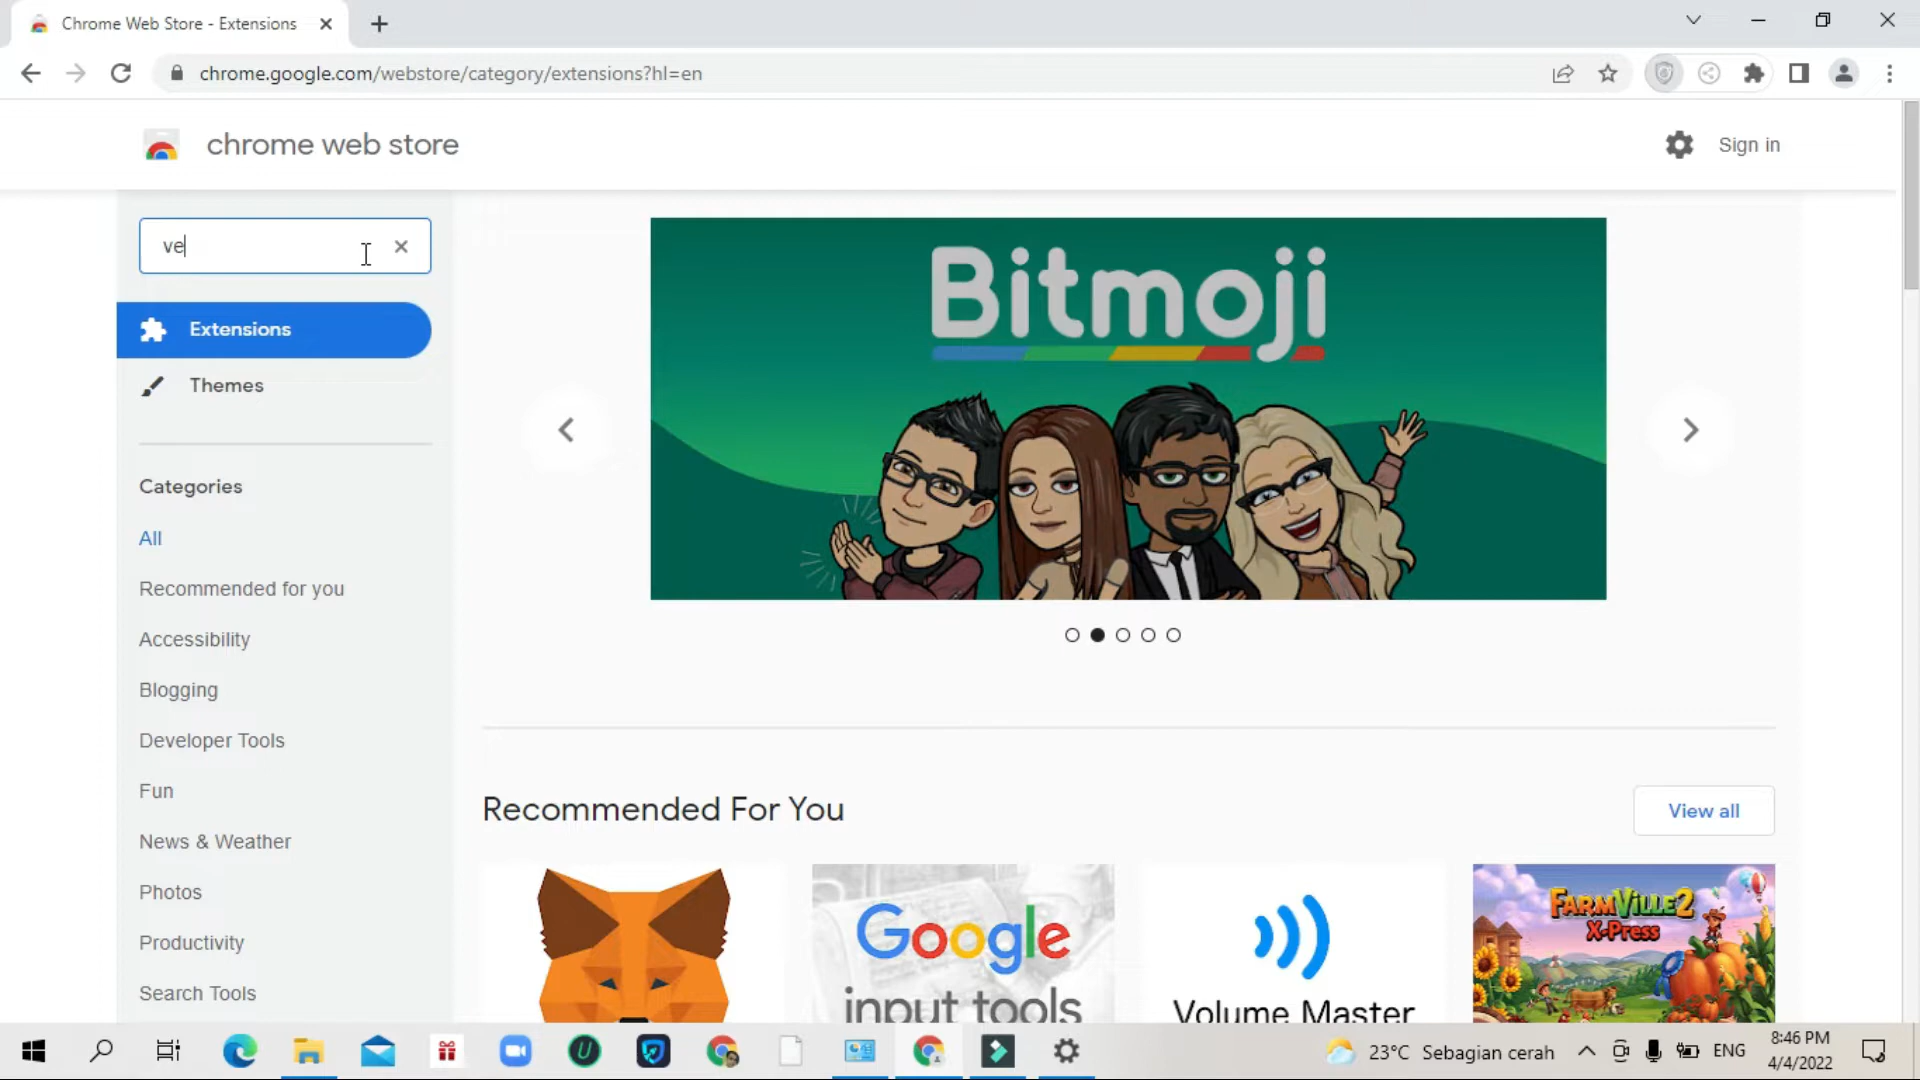 Chrome Web Store - Extensions
chrome.google.com/webstore/category/extensions?hl=en
chrome web store
Sign in
ve
Extensions
Themes
Categories
All
Recommended for you
Accessibility
Blogging
Developer Tools
Fun
News & Weather
Photos
Productivity
Search Tools
Bitmoji
Recommended For You
View all
Google
input tools
Volume Master
FARMVILLE 2
X-PRESS
23°C Sebagian cerah
ENG
8:46 PM
4/4/2022